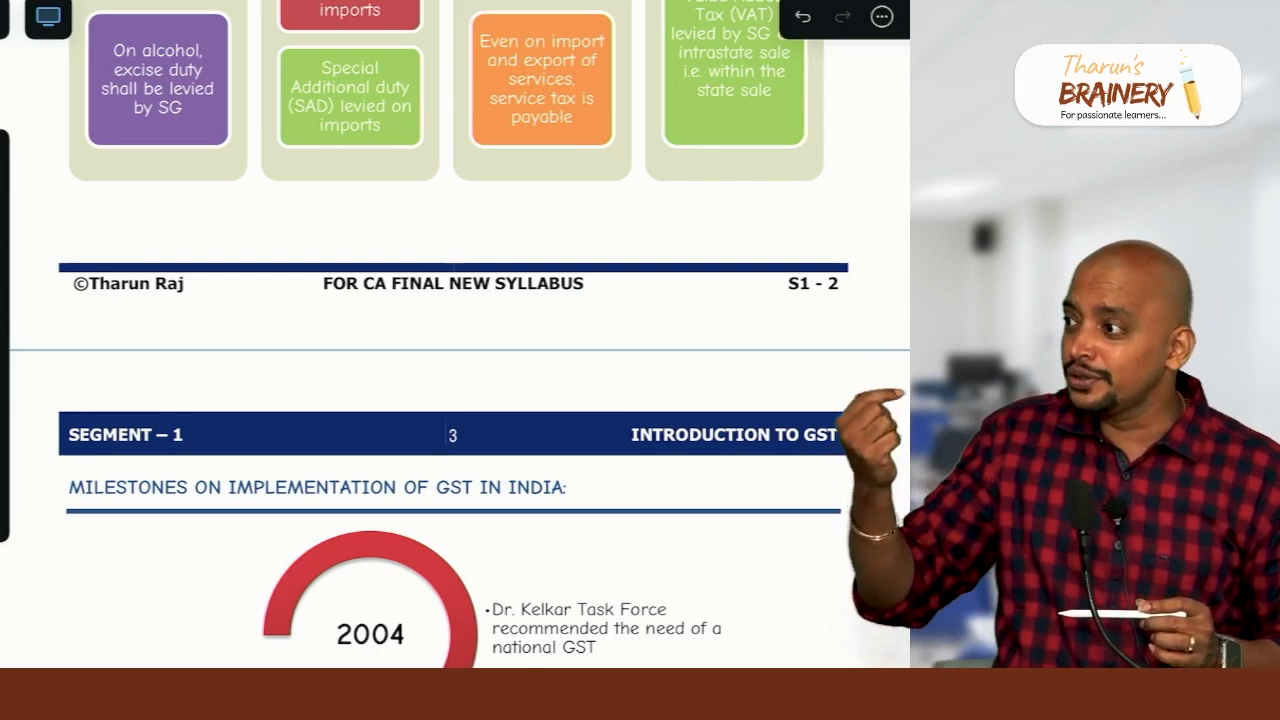 imports
On alcohol,
excise duty
shall be levied
by SG
Special
Additional duty
(SAD) levied on
imports
Even on import
and export of
services,
service tax is
payable
Tax (VAT)
levied by SG
intrastate sale
i.e. within the
state sale
Tharun's
BRAINERY
For passionate learners...
©Tharun Raj FOR CA FINAL NEW SYLLABUS S1 - 2
SEGMENT – 1 3 INTRODUCTION TO GST
MILESTONES ON IMPLEMENTATION OF GST IN INDIA:
2004
•Dr. Kelkar Task Force
recommended the need of a
national GST